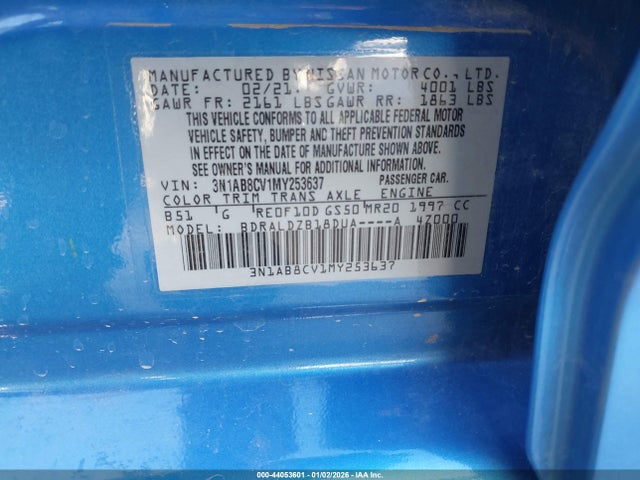 MANUFACTURED BY NISSAN MOTOR CO., LTD.
DATE: 02/21 GVWR: 4001 LBS
GAWR FR: 2161 LBS GAWR RR: 1863 LBS
THIS VEHICLE CONFORMS TO ALL APPLICABLE FEDERAL MOTOR
VEHICLE SAFETY, BUMPER AND THEFT PREVENTION STANDARDS
IN EFFECT ON THE DATE OF MANUFACTURE SHOWN ABOVE.
SEE OWNER'S MANUAL FOR ADDITIONAL INFORMATION.
VIN: 3N1AB8CV1MY253637 PASSENGER CAR.
COLOR TRIM TRANS AXLE ENGINE
B51 G RE0F10D GS50 MR20 1997 CC
MODEL: BDRALDZB18DUA----A 47000
3N1AB8CV1MY253637
000-44053601 - 01/02/2026 - IAAI.COM